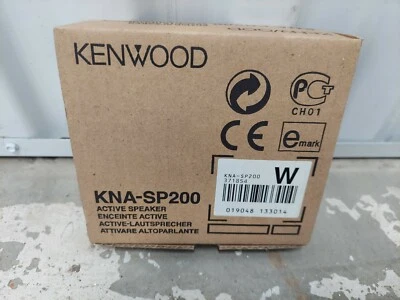 KENWOOD
PCT
CH01
CE
e
mark
KNA-SP200
W
371854
019048 133014
KNA-SP200
ACTIVE SPEAKER
ENCEINTE ACTIVE
ACTIVE-LAUTSPRECHER
ATTIVARE ALTOPARLANTE